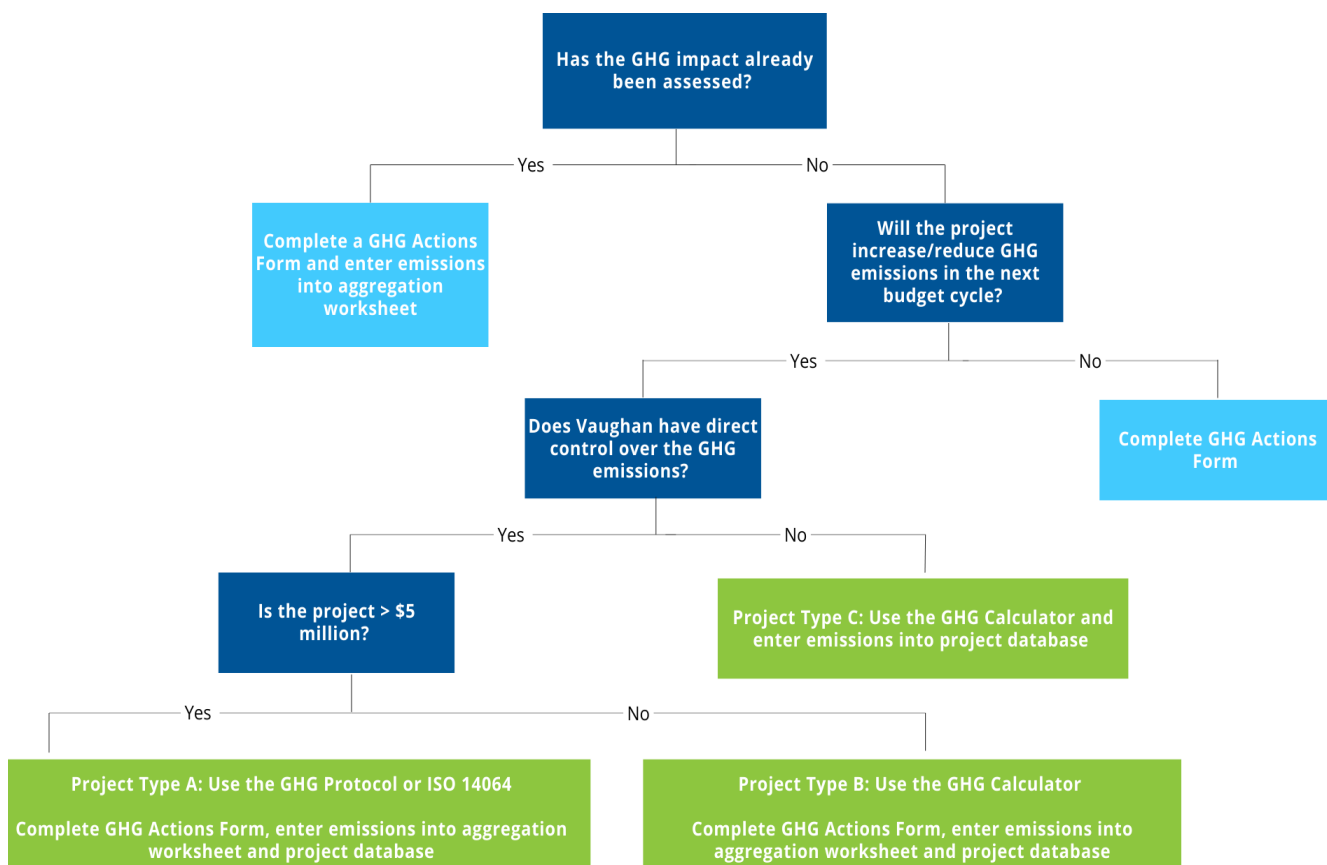 Has the GHG impact already
been assessed?
Yes
No
Complete a GHG Actions
Form and enter emissions
into aggregation
worksheet
Will the project
increase/reduce GHG
emissions in the next
budget cycle?
Yes
No
Does Vaughan have direct
control over the GHG
emissions?
Complete GHG Actions
Form
Yes
No
Is the project > $5
million?
Project Type C: Use the GHG Calculator and
enter emissions into project database
Yes
No
Project Type A: Use the GHG Protocol or ISO 14064
Complete GHG Actions Form, enter emissions into aggregation
worksheet and project database
Project Type B: Use the GHG Calculator
Complete GHG Actions Form, enter emissions into
aggregation worksheet and project database